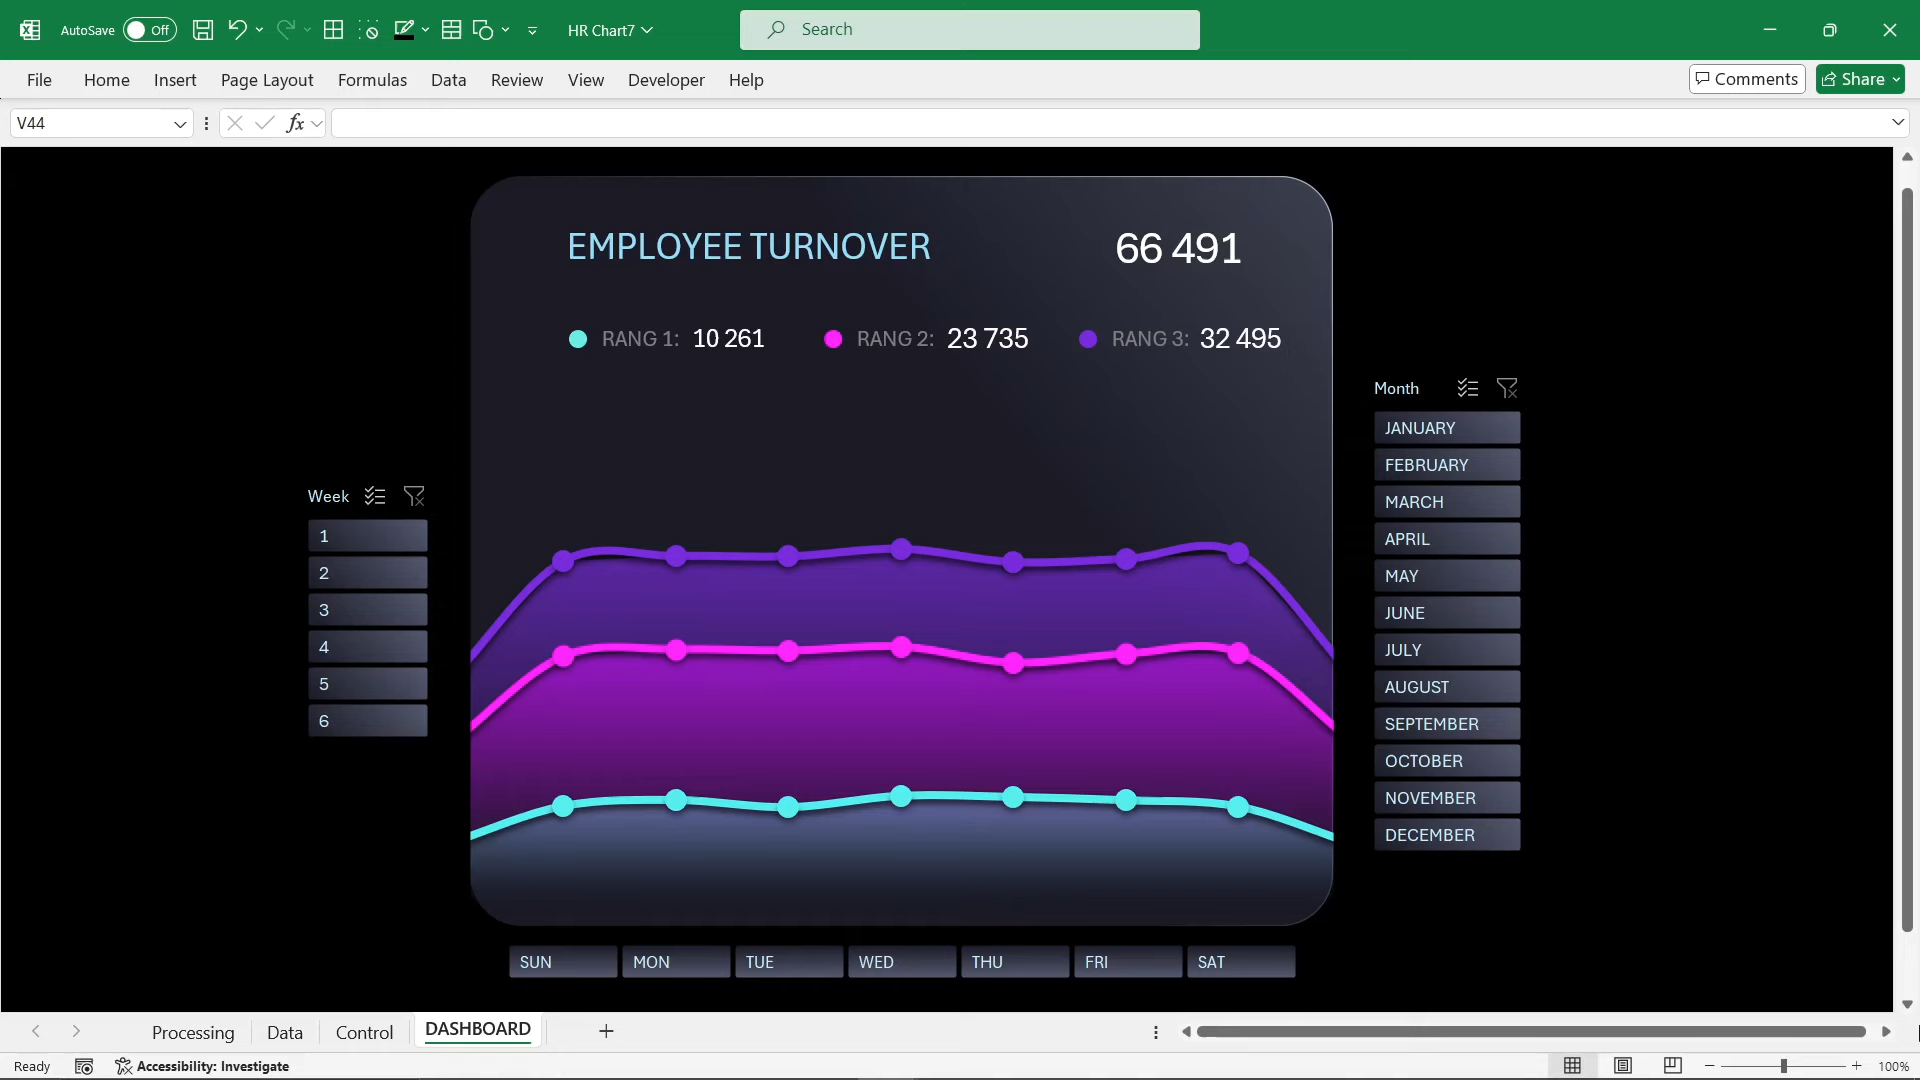 AutoSave Off HR Chart7 Search
File Home Insert Page Layout Formulas Data Review View Developer Help Comments Share
V44 fx
EMPLOYEE TURNOVER 66 491
RANG 1: 10 261 RANG 2: 23 735 RANG 3: 32 495
Week
1
2
3
4
5
6
Month
JANUARY
FEBRUARY
MARCH
APRIL
MAY
JUNE
JULY
AUGUST
SEPTEMBER
OCTOBER
NOVEMBER
DECEMBER
SUN MON TUE WED THU FRI SAT
Processing Data Control DASHBOARD
Ready Accessibility: Investigate 100%